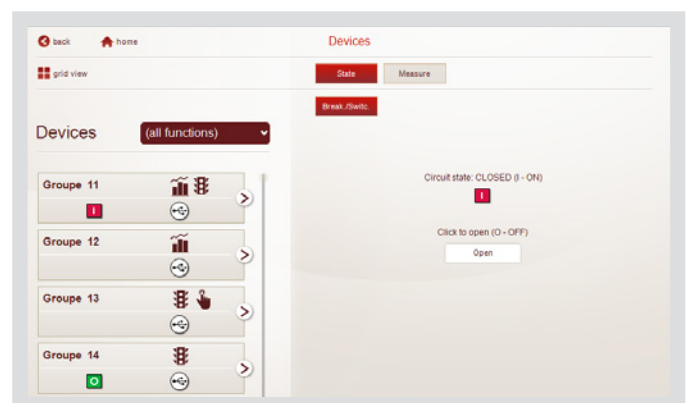 back home Devices
grid view State Measure
Break./Switc.
Devices (all functions)
Groupe 11
I
Groupe 12
Groupe 13
Groupe 14
O
Circuit state: CLOSED (I - ON)
I
Click to open (O - OFF)
Open